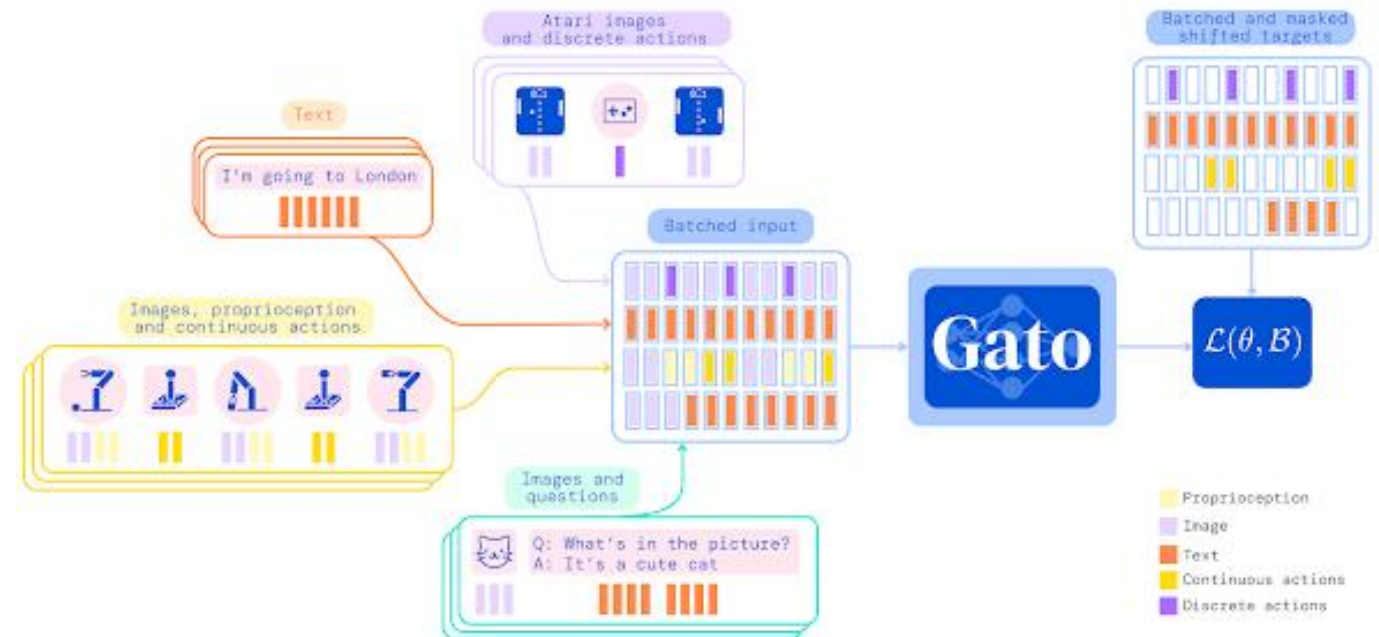 Atari images
and discrete actions
Batched and masked
shifted targets
Text
I'm going to London
Batched input
Images, proprioception
and continuous actions
Gato
L(θ, B)
Images and
questions
Q: What's in the picture?
A: It's a cute cat
Proprioception
Image
Text
Continuous actions
Discrete actions